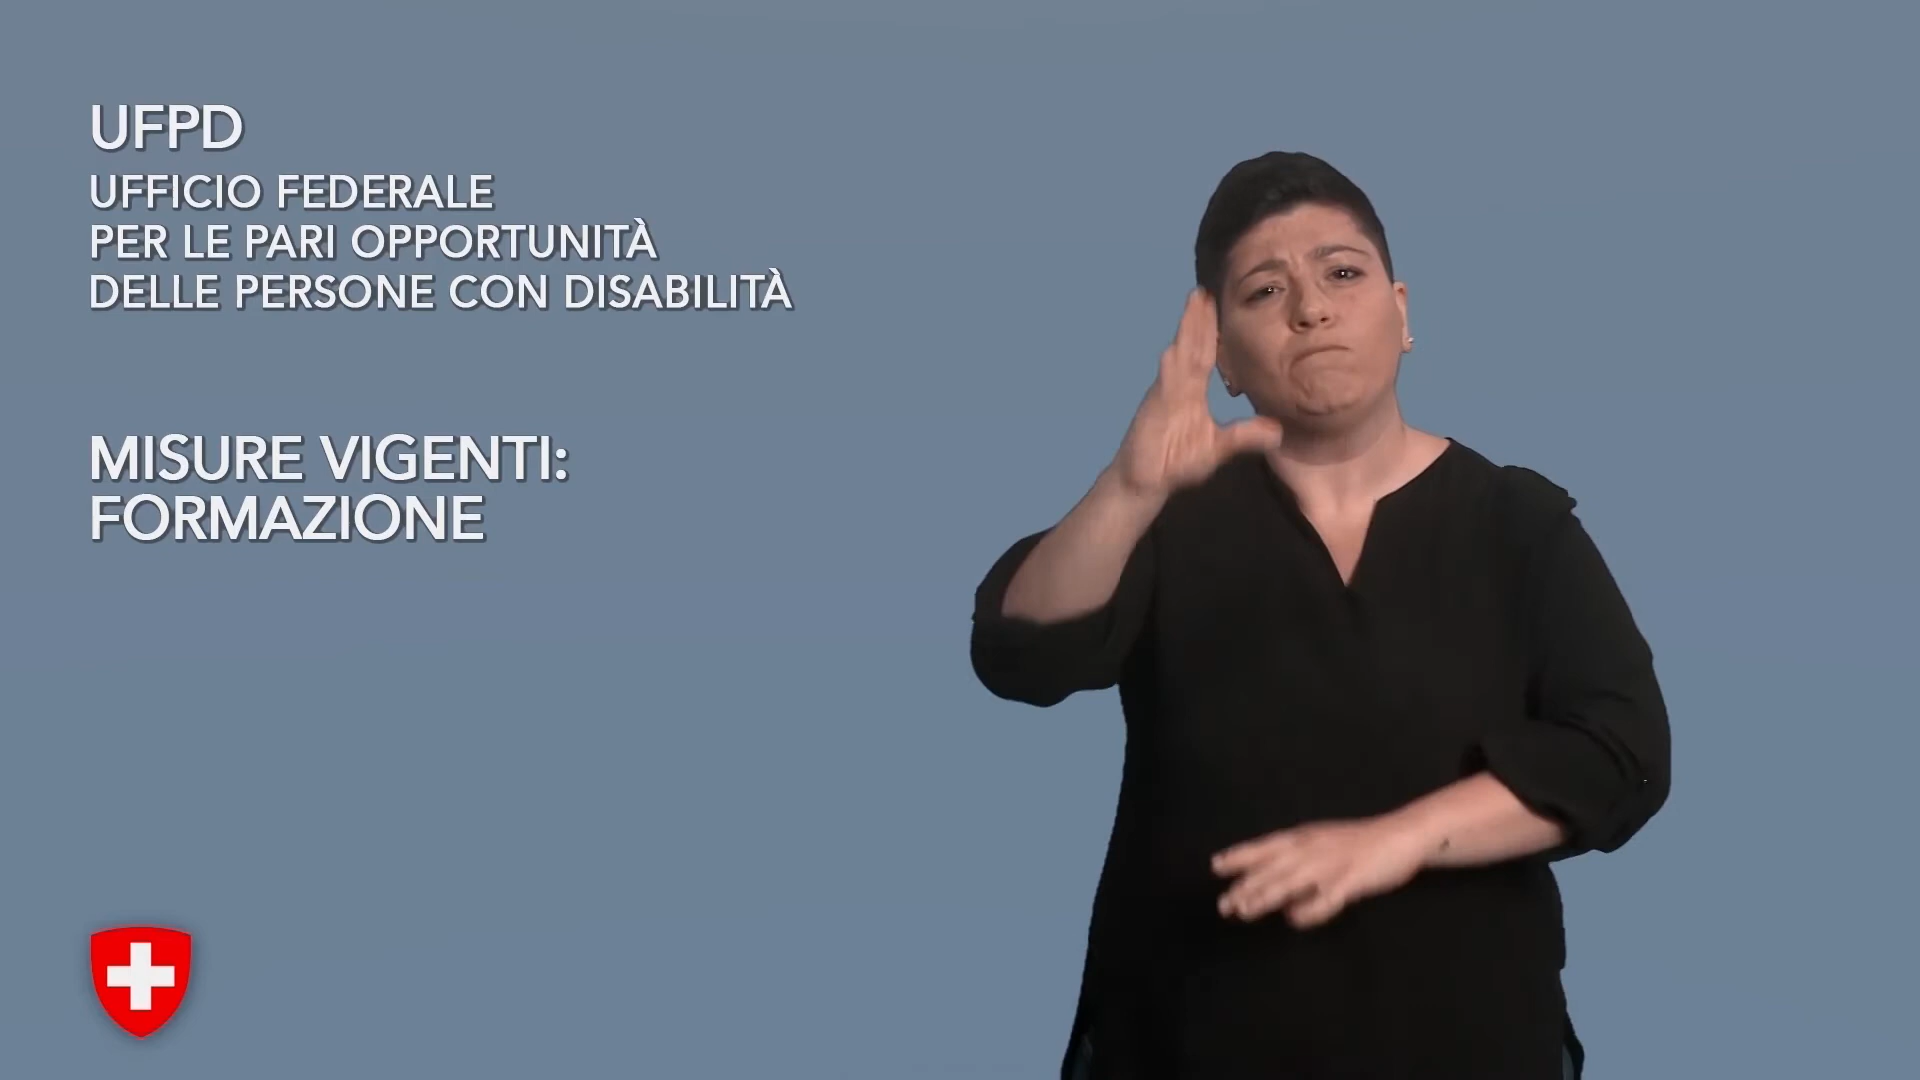 UFPD
UFFICIO FEDERALE
PER LE PARI OPPORTUNITÀ
DELLE PERSONE CON DISABILITÀ
MISURE VIGENTI:
FORMAZIONE